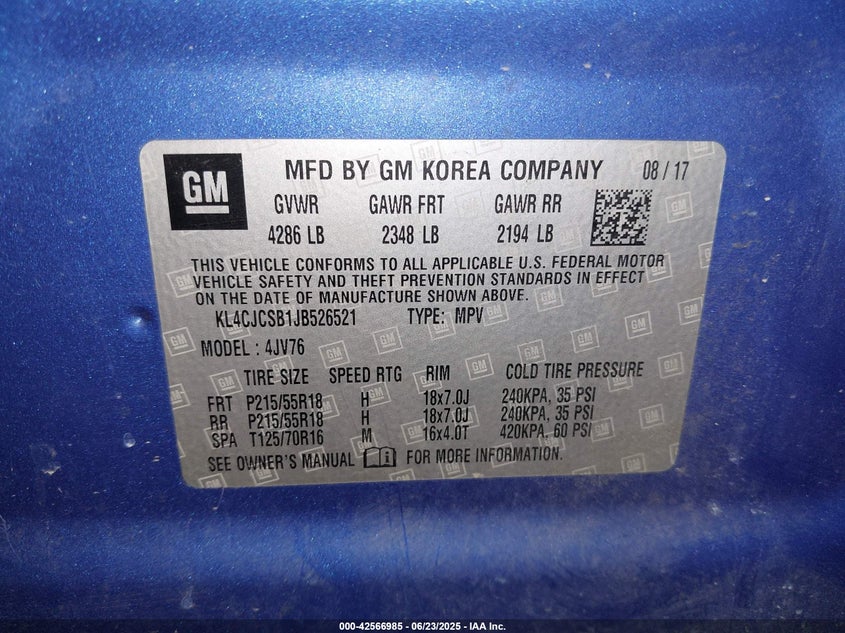 GM
MFD BY GM KOREA COMPANY 08 / 17
GVWR GAWR FRT GAWR RR
4286 LB 2348 LB 2194 LB
THIS VEHICLE CONFORMS TO ALL APPLICABLE U.S. FEDERAL MOTOR
VEHICLE SAFETY AND THEFT PREVENTION STANDARDS IN EFFECT
ON THE DATE OF MANUFACTURE SHOWN ABOVE.
KL4CJCSB1JB526521 TYPE: MPV
MODEL : 4JV76
TIRE SIZE SPEED RTG RIM COLD TIRE PRESSURE
FRT P215/55R18 H 18x7.0J 240KPA, 35 PSI
RR P215/55R18 H 18x7.0J 240KPA, 35 PSI
SPA T125/70R16 M 16x4.0T 420KPA, 60 PSI
SEE OWNER'S MANUAL FOR MORE INFORMATION.
000-42566985 - 06/23/2025 - IAA Inc.